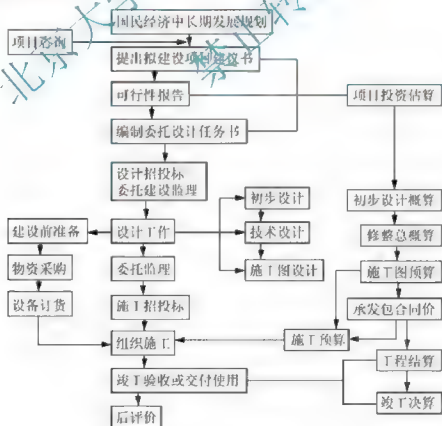 国民经济中长期发展规划
项目咨询
提出拟建设项目建议书
可行性报告
项目投资估算
编制委托设计任务书
设计招投标
委托建设监理
初步设计
初步设计概算
建设前准备
设计工作
技术设计
修整总概算
物资采购
委托监理
施工图设计
施工图预算
设备订货
施工招投标
承发包合同价
组织施工
施工预算
工程结算
竣工验收或交付使用
竣工决算
后评价
北京大学
禁止转